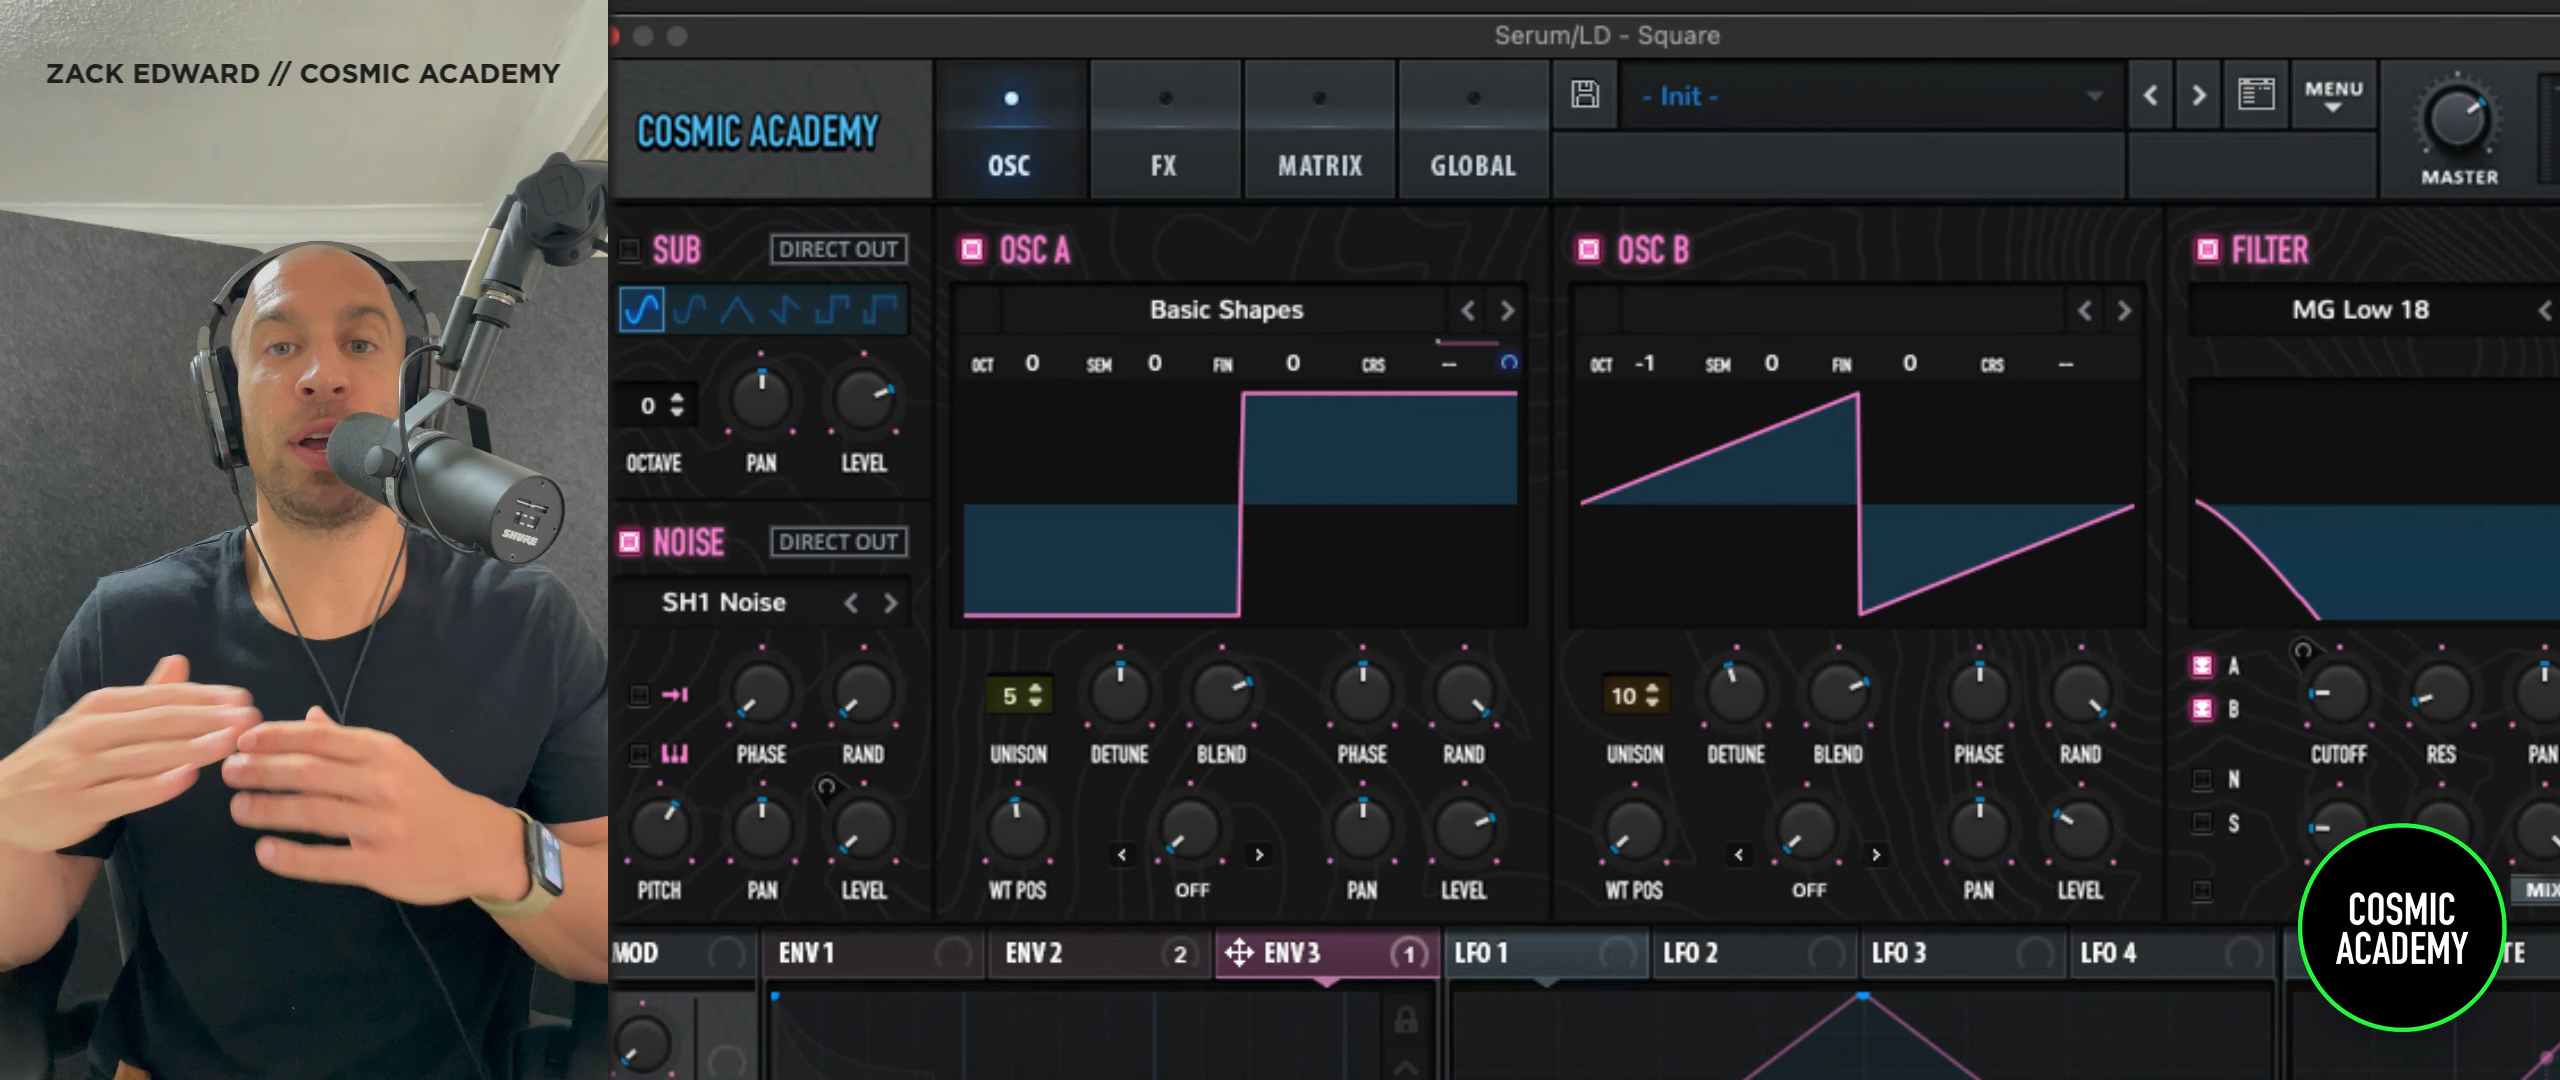 ZACK EDWARD // COSMIC ACADEMY
Serum/LD - Square
COSMIC ACADEMY
OSC
FX
MATRIX
GLOBAL
- Init -
MENU
MASTER
SUB
DIRECT OUT
0
OCTAVE
PAN
LEVEL
NOISE
DIRECT OUT
SH1 Noise
PHASE
RAND
PITCH
PAN
LEVEL
OSC A
Basic Shapes
OCT 0 SEM 0 FIN 0 CRS --
5
UNISON
DETUNE
BLEND
PHASE
RAND
WT POS
OFF
PAN
LEVEL
OSC B
OCT -1 SEM 0 FIN 0 CRS --
10
UNISON
DETUNE
BLEND
PHASE
RAND
WT POS
OFF
PAN
LEVEL
FILTER
MG Low 18
A
B
N
S
CUTOFF
RES
PAN
MIX
MOD
ENV 1
ENV 2 2
ENV 3 1
LFO 1
LFO 2
LFO 3
LFO 4
TE
COSMIC
ACADEMY
SHURE